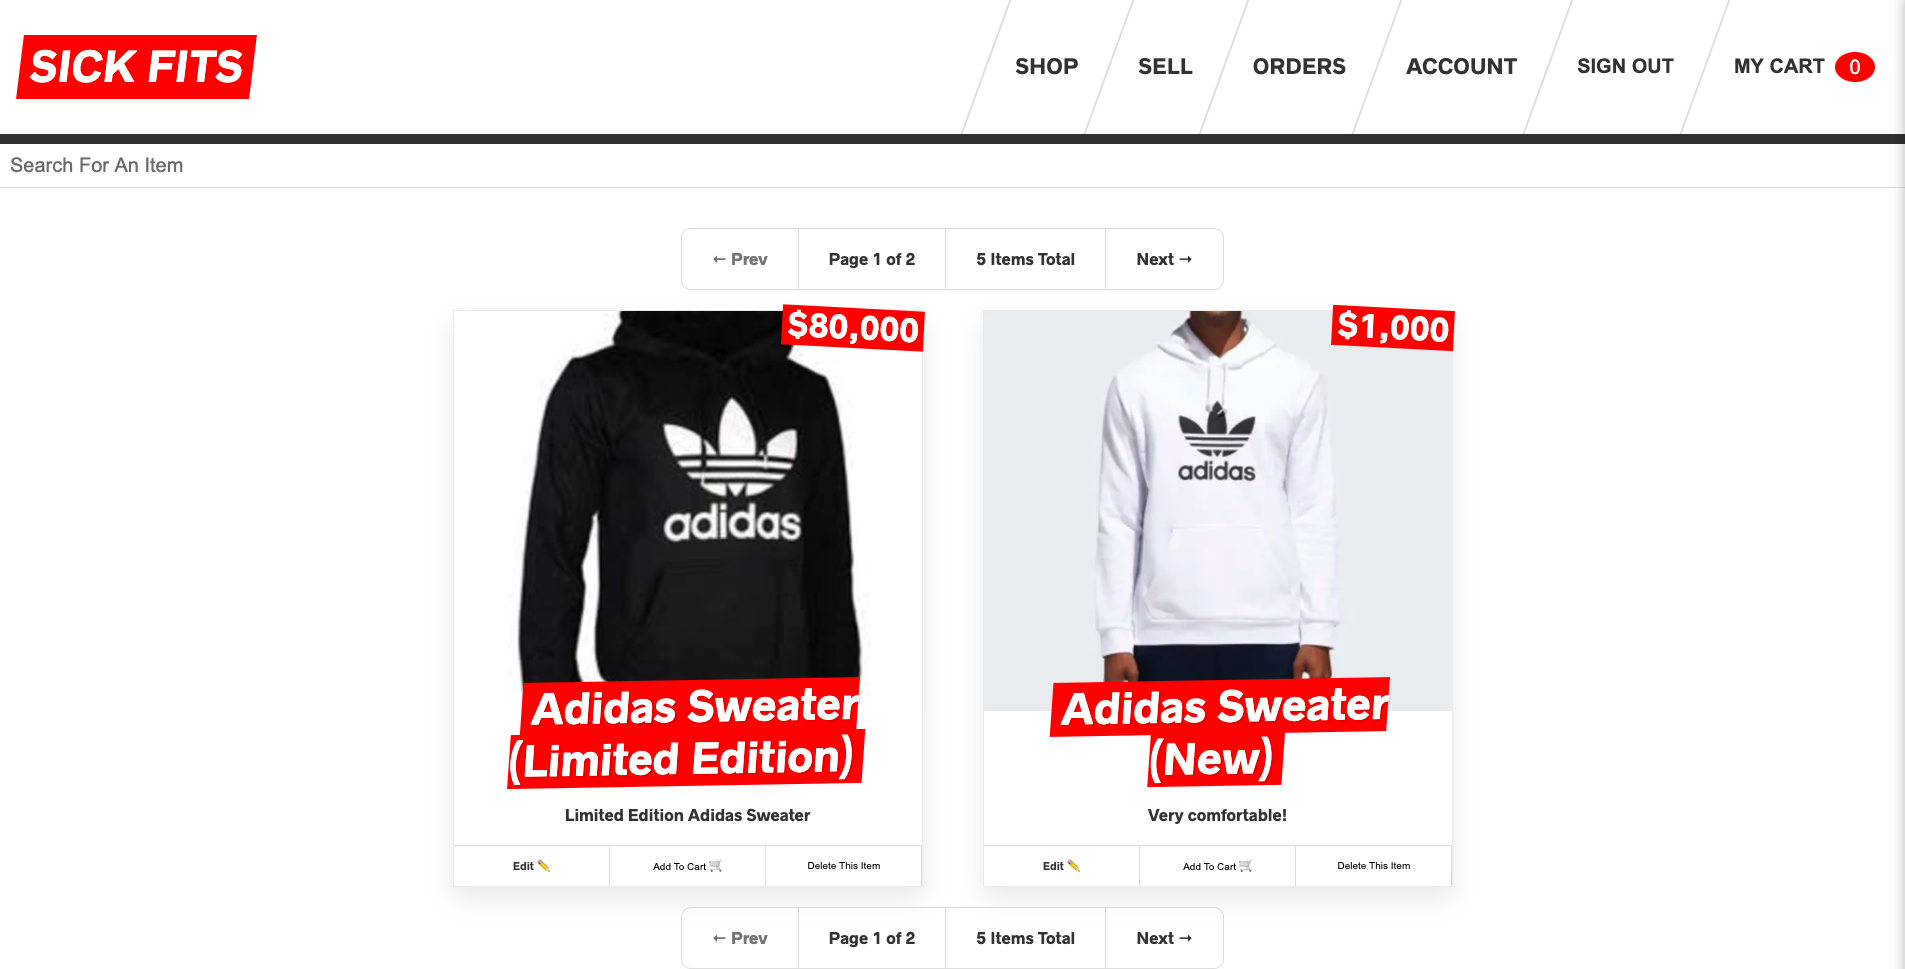 SICK FITS
SHOP
SELL
ORDERS
ACCOUNT
SIGN OUT
MY CART 0
Search For An Item
← Prev
Page 1 of 2
5 Items Total
Next →
$80,000
adidas
Adidas Sweater
(Limited Edition)
Limited Edition Adidas Sweater
Edit ✏️
Add To Cart 🛒
Delete This Item
$1,000
adidas
Adidas Sweater
(New)
Very comfortable!
Edit ✏️
Add To Cart 🛒
Delete This Item
← Prev
Page 1 of 2
5 Items Total
Next →